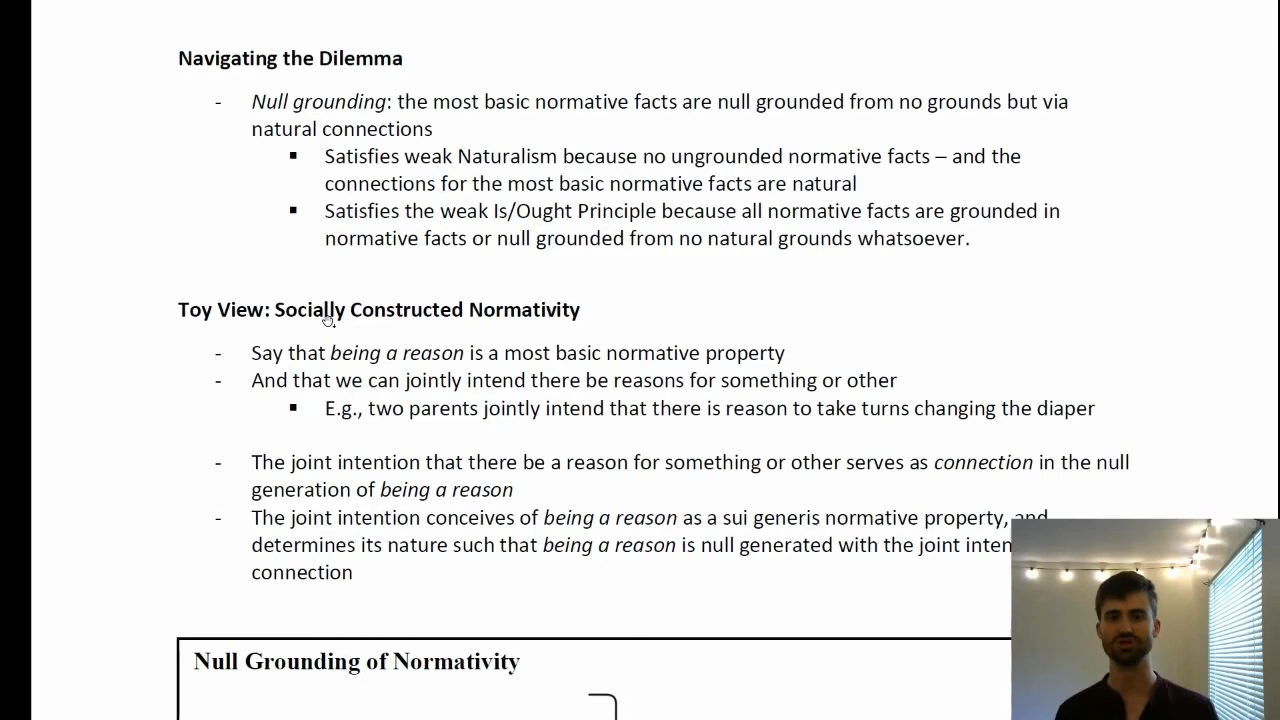 Navigating the Dilemma
- Null grounding: the most basic normative facts are null grounded from no grounds but via
natural connections
▪ Satisfies weak Naturalism because no ungrounded normative facts – and the
connections for the most basic normative facts are natural
▪ Satisfies the weak Is/Ought Principle because all normative facts are grounded in
normative facts or null grounded from no natural grounds whatsoever.
Toy View: Socially Constructed Normativity
- Say that being a reason is a most basic normative property
- And that we can jointly intend there be reasons for something or other
▪ E.g., two parents jointly intend that there is reason to take turns changing the diaper
- The joint intention that there be a reason for something or other serves as connection in the null
generation of being a reason
- The joint intention conceives of being a reason as a sui generis normative property, and
determines its nature such that being a reason is null generated with the joint inten
connection
Null Grounding of Normativity